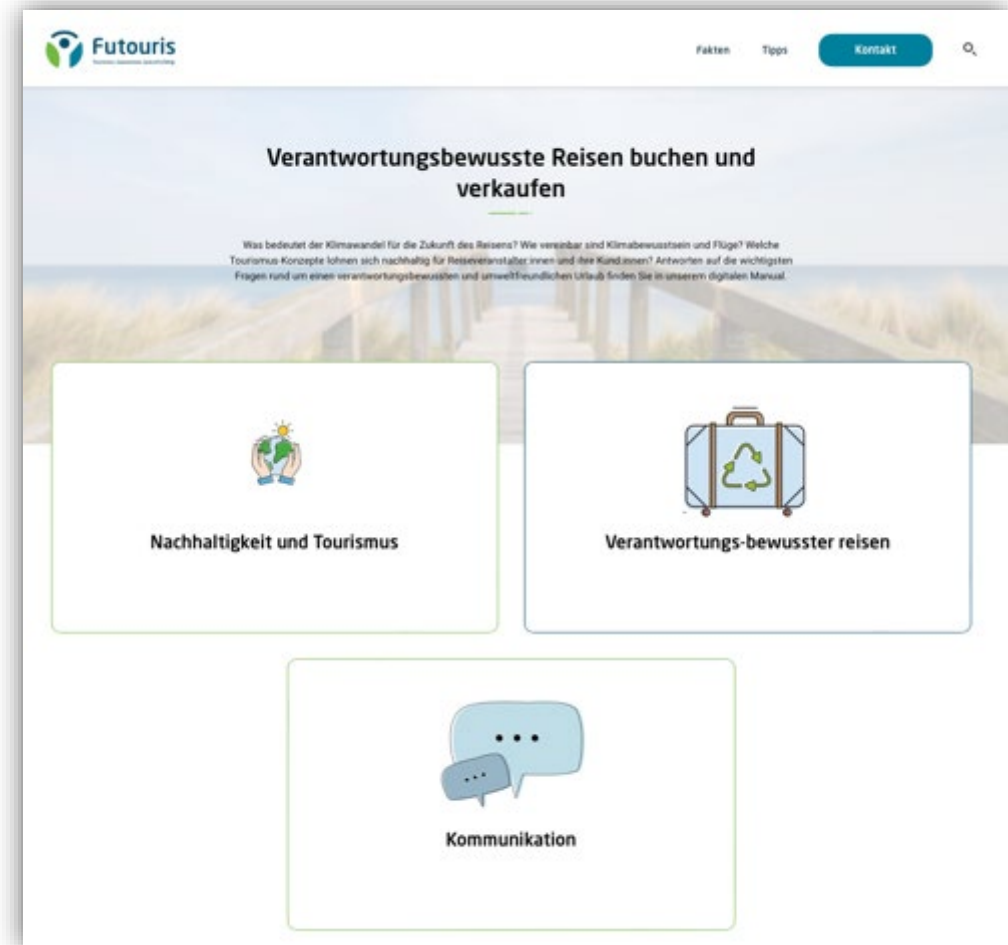 Futouris
Fakten
Tipps
Kontakt
Verantwortungsbewusste Reisen buchen und
verkaufen
Was bedeutet der Klimawandel für die Zukunft des Reisens? Wie vereinbar sind Klimabewusstsein und Flüge? Welche
Tourismus-Konzepte lohnen sich nachhaltig für Reiseveranstalter:innen und ihre Kund:innen? Antworten auf die wichtigsten
Fragen rund um einen verantwortungsbewussten und umweltfreundlichen Urlaub finden Sie in unserem digitalen Manual.
Nachhaltigkeit und Tourismus
Verantwortungs-bewusster reisen
Kommunikation